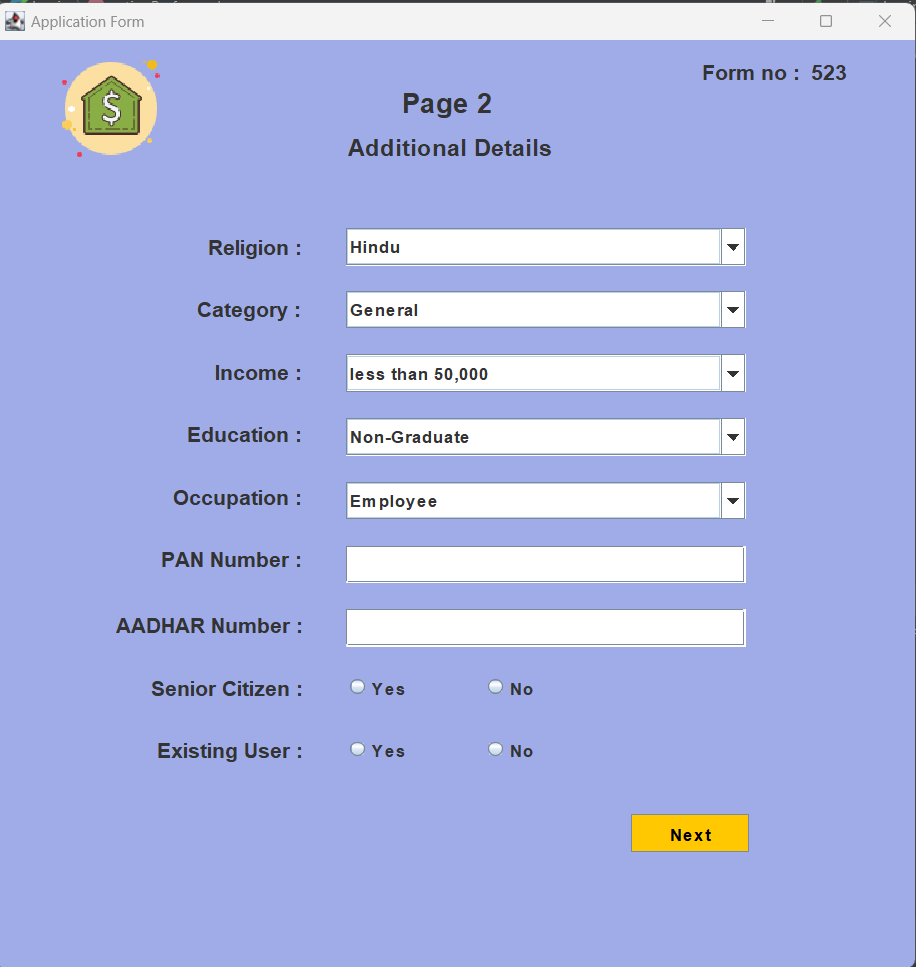 Application Form
Form no :  523
Page 2
Additional Details
Religion : Hindu
Category : General
Income : less than 50,000
Education : Non-Graduate
Occupation : Employee
PAN Number :
AADHAR Number :
Senior Citizen : Yes No
Existing User : Yes No
Next